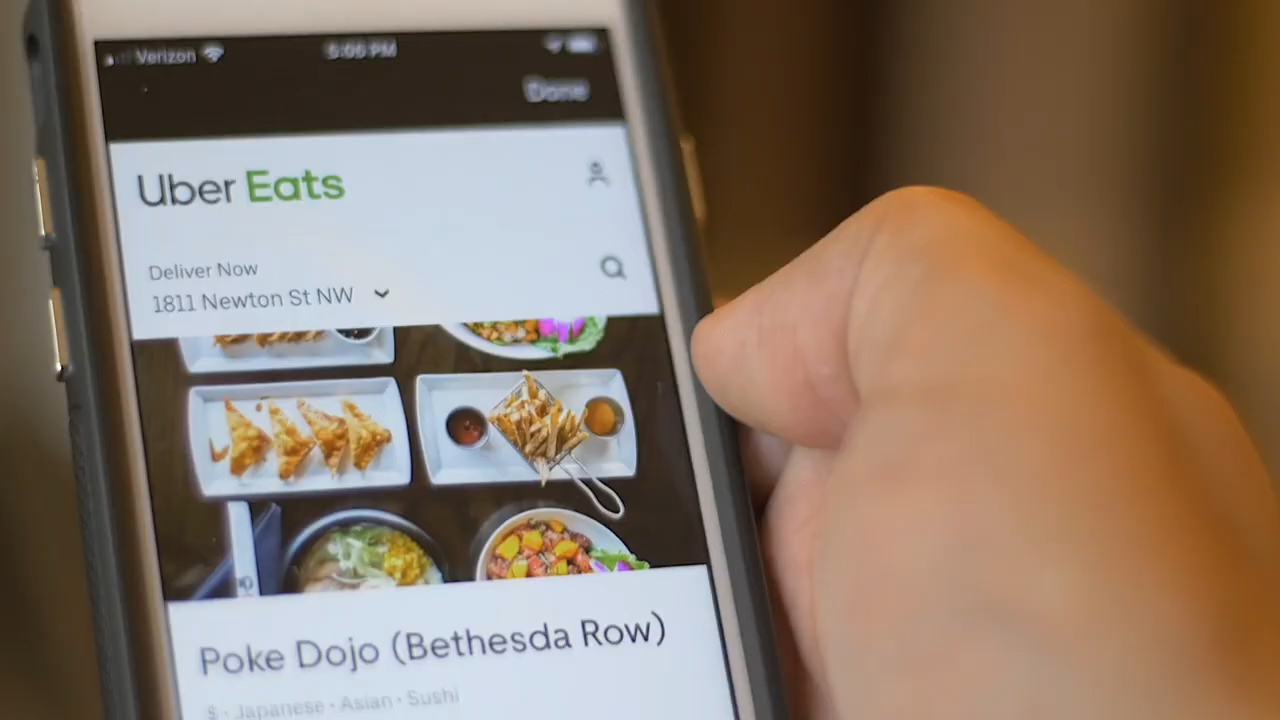 Verizon 5:00 PM
Done
Uber Eats
Deliver Now
1811 Newton St NW
Poke Dojo (Bethesda Row)
$ · Japanese · Asian · Sushi